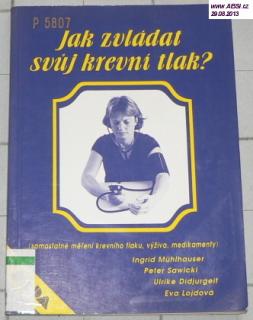 www.AESSI.cz
29.08.2013
P 5807
Jak zvládat
svůj krevní tlak?
(samostatné měření krevního tlaku, výživa, medikamenty)
Ingrid Mühlhauser
Peter Sawicki
Ulrike Didjurgeit
Eva Lojdová